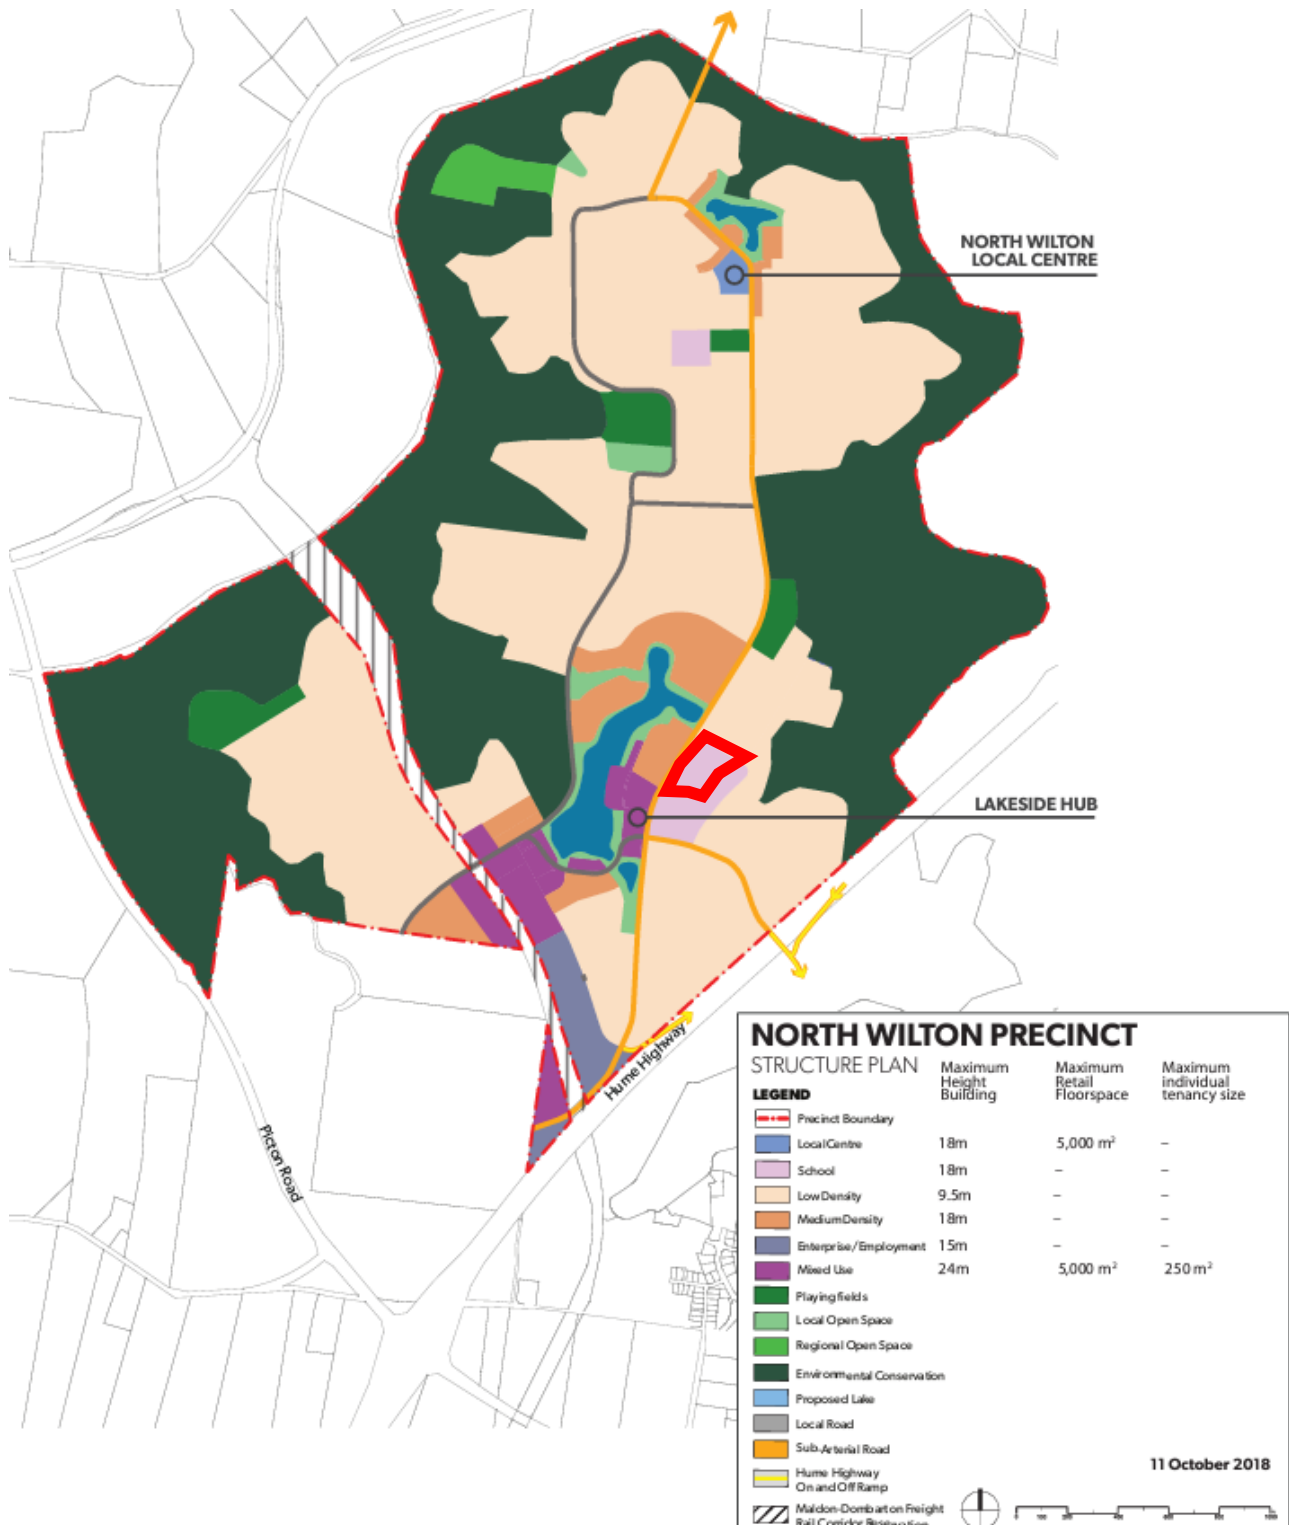 NORTH WILTON
LOCAL CENTRE
LAKESIDE HUB
Hume Highway
Picton Road
NORTH WILTON PRECINCT
STRUCTURE PLAN
Maximum Height Building
Maximum Retail Floorspace
Maximum individual tenancy size
LEGEND
Precinct Boundary
Local Centre 18m 5,000 m² –
School 18m – –
Low Density 9.5m – –
Medium Density 18m – –
Enterprise/Employment 15m – –
Mixed Use 24m 5,000 m² 250 m²
Playing fields
Local Open Space
Regional Open Space
Environmental Conservation
Proposed Lake
Local Road
Sub-Arterial Road
Hume Highway
On and Off Ramp
Maldon-Dombarton Freight
Rail Corridor Reservation
11 October 2018